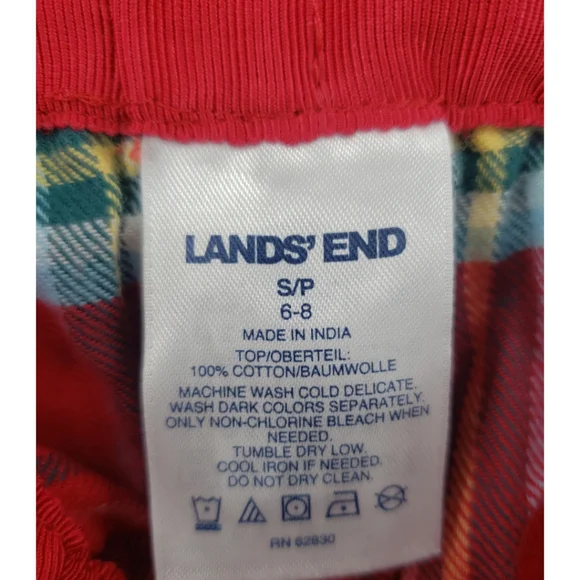 LANDS' END
S/P
6-8
MADE IN INDIA
TOP/OBERTEIL:
100% COTTON/BAUMWOLLE
MACHINE WASH COLD DELICATE.
WASH DARK COLORS SEPARATELY.
ONLY NON-CHLORINE BLEACH WHEN
NEEDED.
TUMBLE DRY LOW.
COOL IRON IF NEEDED.
DO NOT DRY CLEAN.
RN 62830